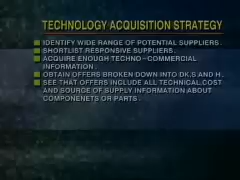 TECHNOLOGY ACQUISITION STRATEGY
IDENTIFY WIDE RANGE OF POTENTIAL SUPPLIERS.
SHORTLIST RESPONSIVE SUPPLIERS.
ACQUIRE ENOUGH TECHNO-COMMERCIAL
INFORMATION.
OBTAIN OFFERS BROKEN DOWN INTO DK,S AND H.
SEE THAT OFFERS INCLUDE ALL TECHNICAL,COST
AND SOURCE OF SUPPLY INFORMATION ABOUT
COMPONENETS OR PARTS.